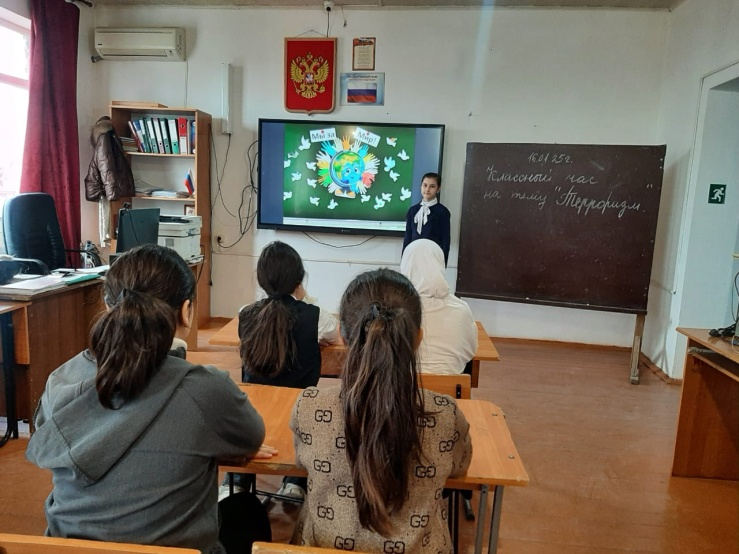 Мы за
Мир!
16.01.25г.
Классный час
на тему "Терроризм"